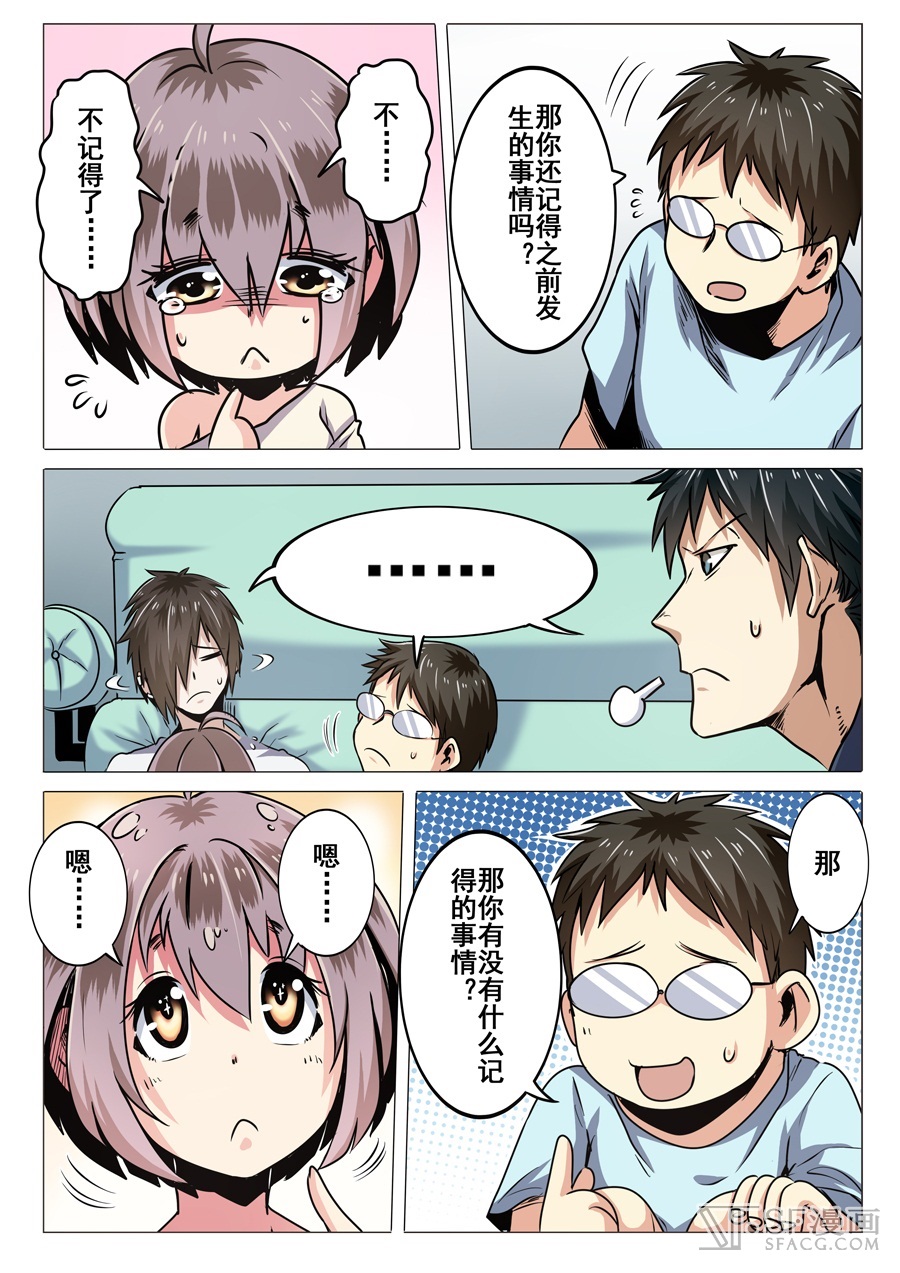 那你还记得之前发
生的事情吗？
不……
不记得了……
……
那
那你有没有什么记
得的事情？
嗯……
嗯……
SF漫画
SFACG.COM